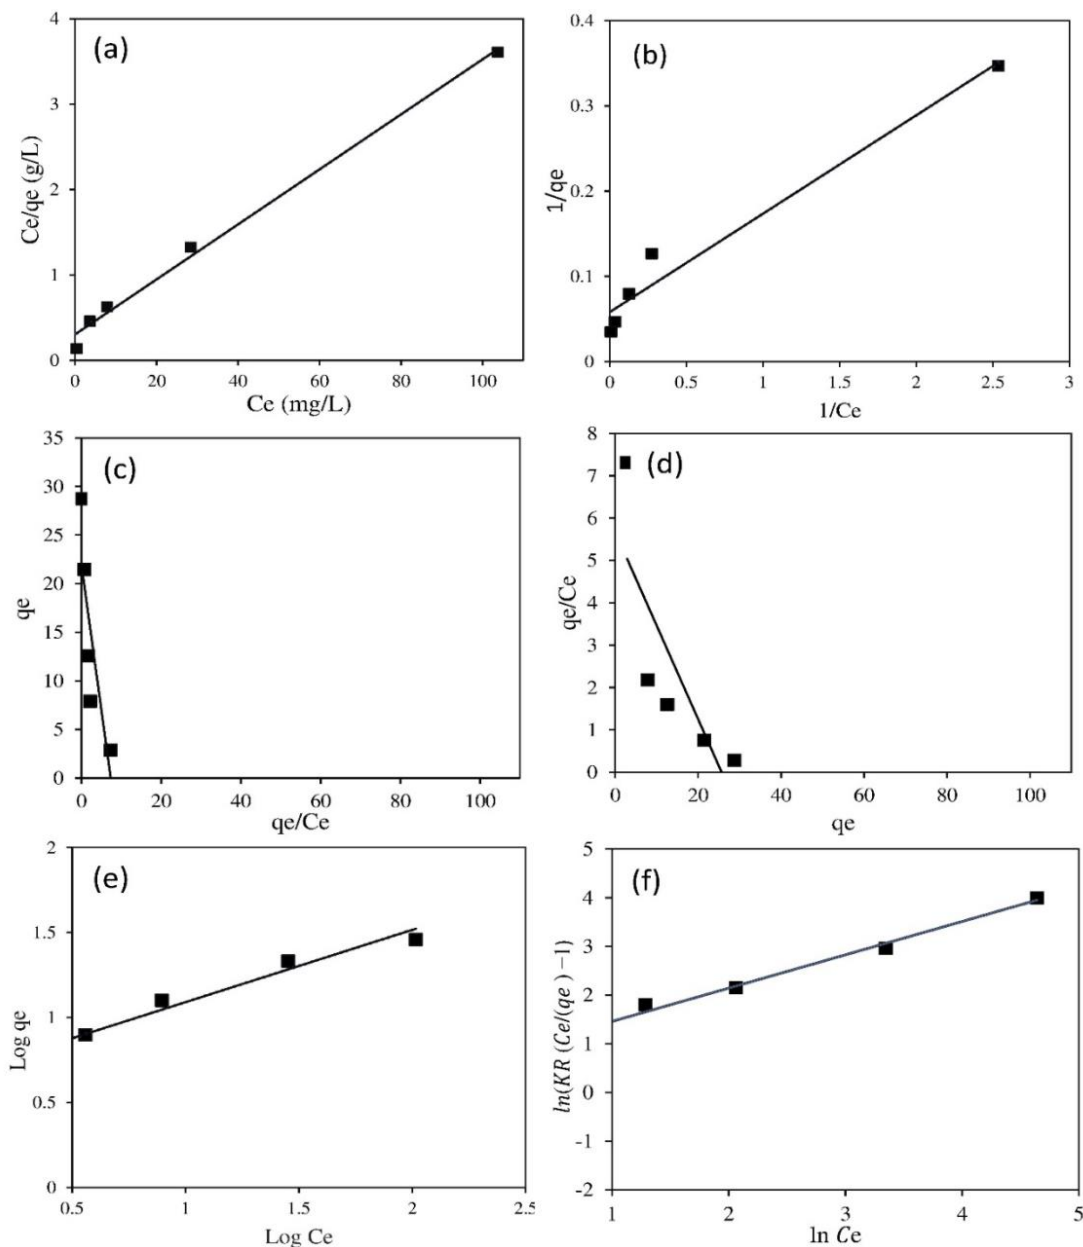 (a)
Ce/qe (g/L)
4
3
2
1
0
0 20 40 60 80 100
Ce (mg/L)
(b)
1/qe
0.4
0.3
0.2
0.1
0
0 0.5 1 1.5 2 2.5 3
1/Ce
(c)
qe
35
30
25
20
15
10
5
0
0 20 40 60 80 100
qe/Ce
(d)
qe/Ce
8
7
6
5
4
3
2
1
0
0 20 40 60 80 100
qe
(e)
Log qe
2
1.5
1
0.5
0
0.5 1 1.5 2 2.5
Log Ce
(f)
ln(KR (Ce/(qe ) −1)
5
4
3
2
1
0
-1
-2
1 2 3 4 5
ln Ce